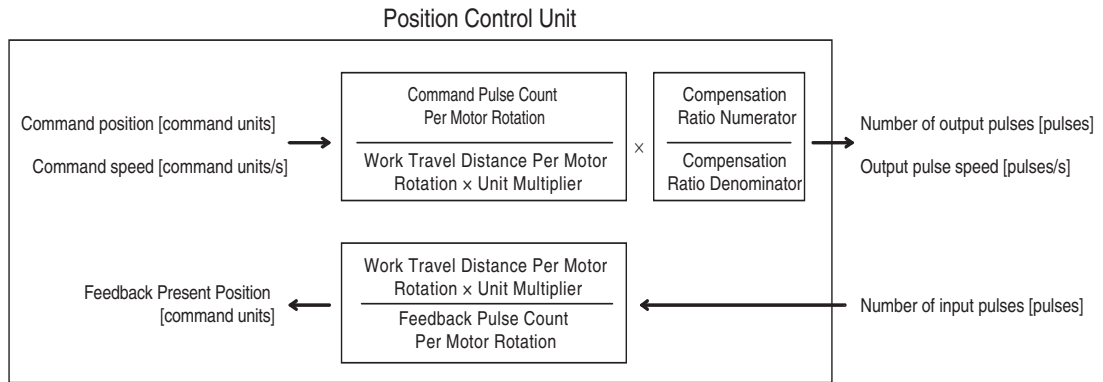 Position Control Unit
Command position [command units]
Command speed [command units/s]
Command Pulse Count
Per Motor Rotation
Work Travel Distance Per Motor
Rotation × Unit Multiplier
×
Compensation
Ratio Numerator
Compensation
Ratio Denominator
Number of output pulses [pulses]
Output pulse speed [pulses/s]
Feedback Present Position
[command units]
Work Travel Distance Per Motor
Rotation × Unit Multiplier
Feedback Pulse Count
Per Motor Rotation
Number of input pulses [pulses]